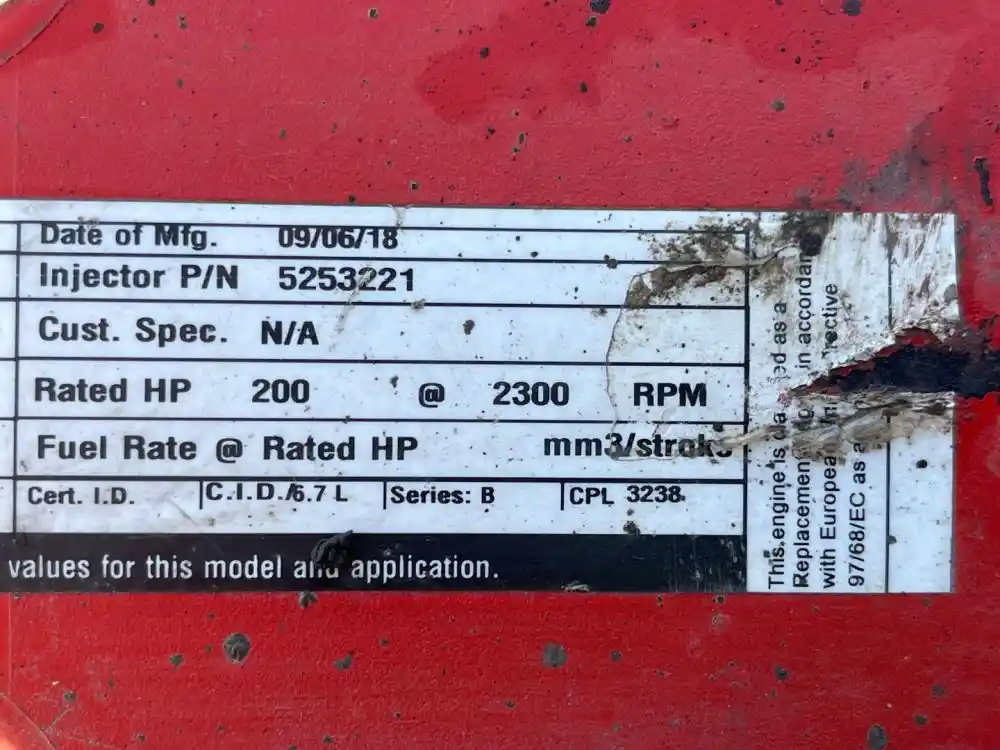 Date of Mfg. 09/06/18
Injector P/N 5253221
Cust. Spec. N/A
Rated HP 200 @ 2300 RPM
Fuel Rate @ Rated HP mm3/stroke
Cert. I.D. C.I.D./6.7 L Series: B CPL 3238
values for this model and application.
This engine is as a
Replacement in
with European
97/68/EC as